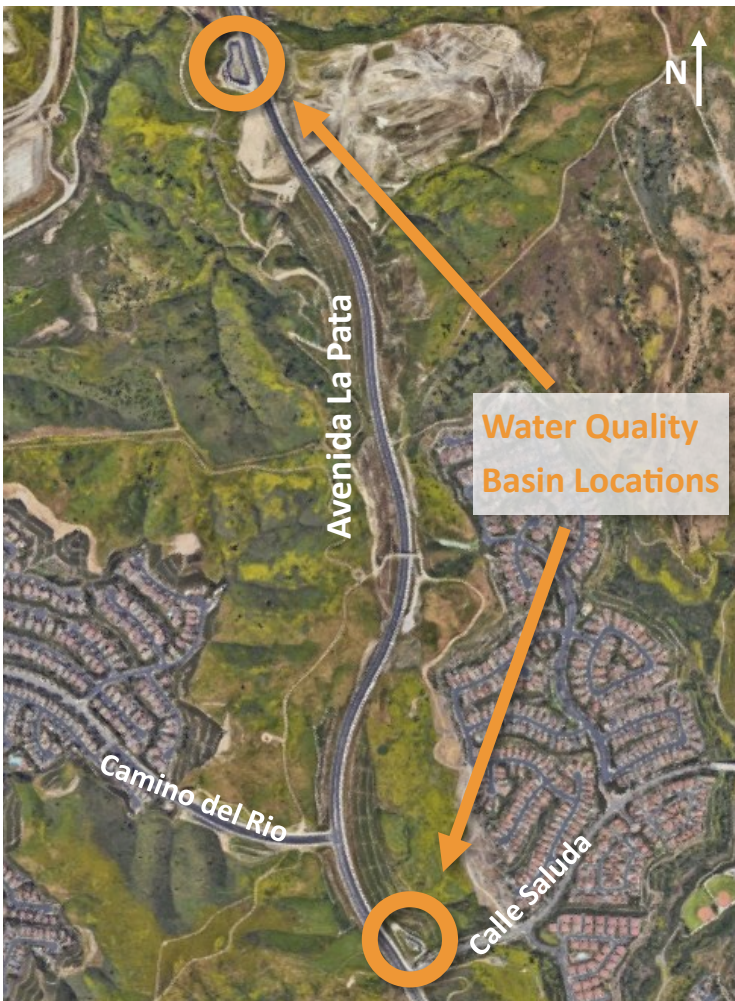 N
Avenida La Pata
Water Quality
Basin Locations
Camino del Rio
Calle Saluda